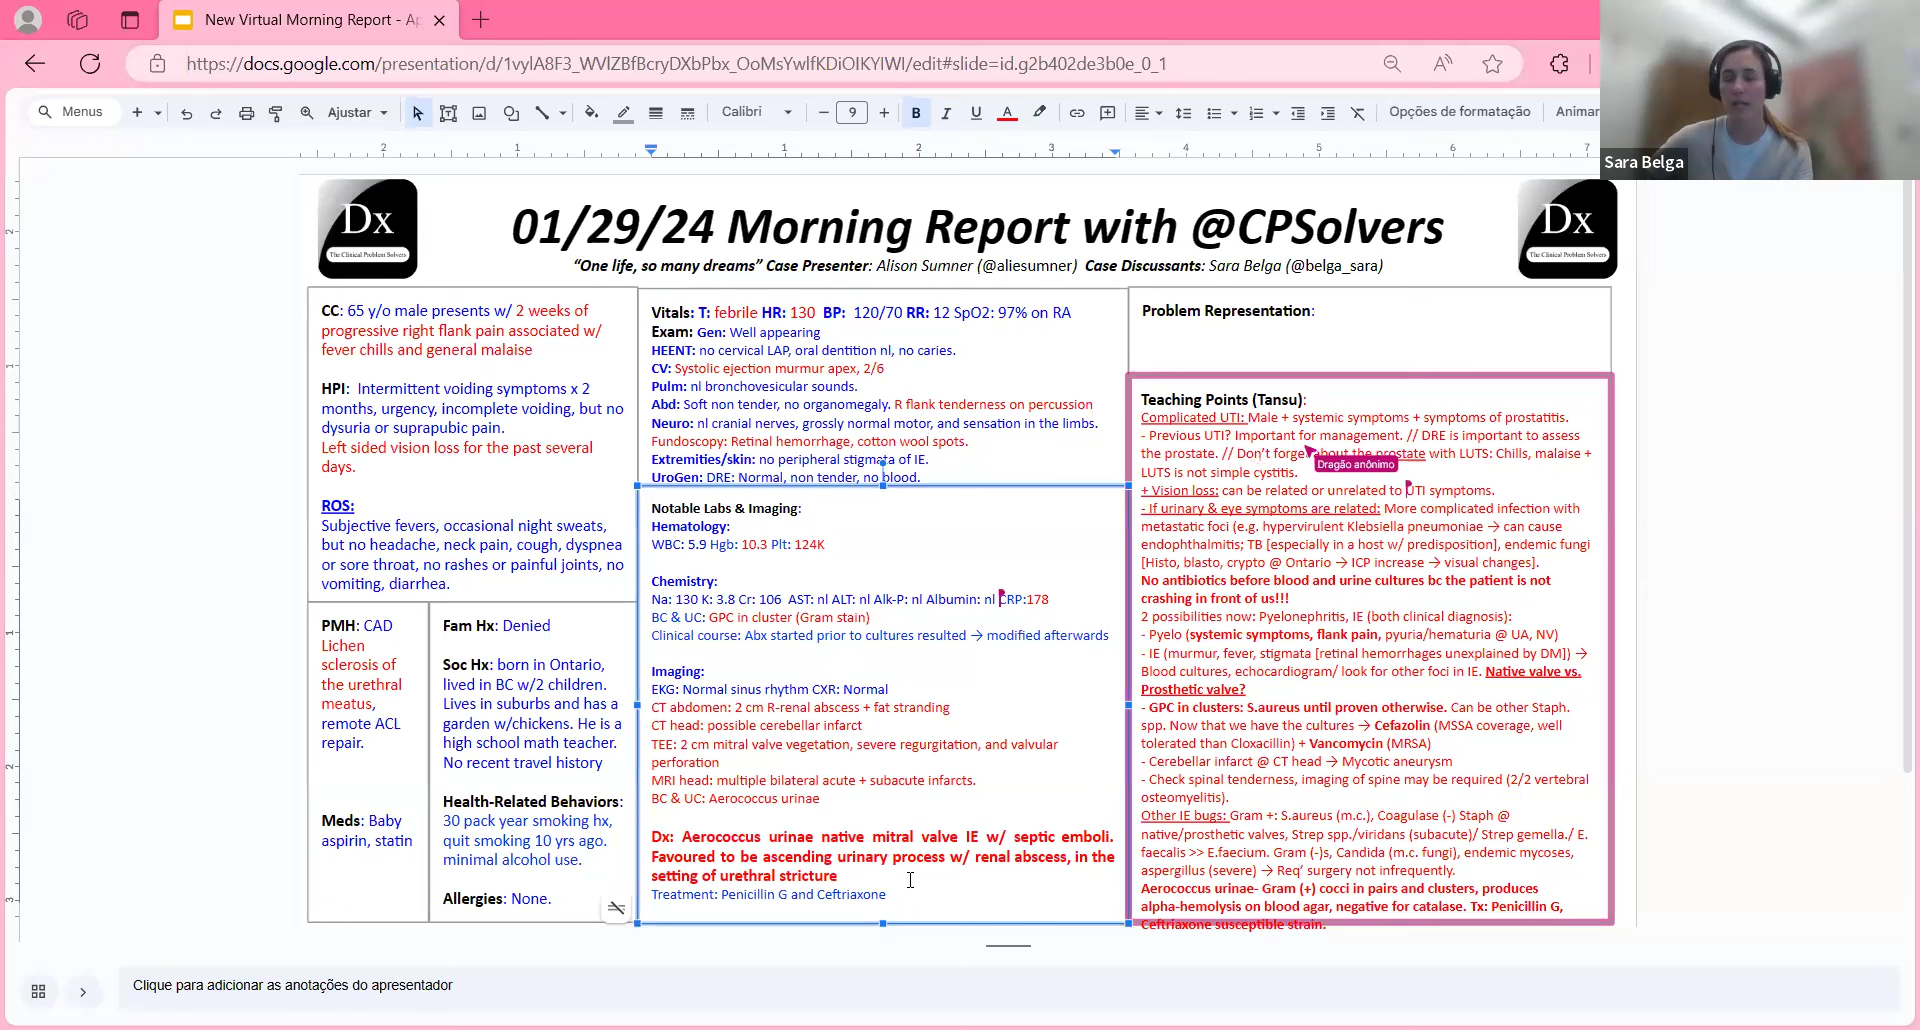 New Virtual Morning Report - Ap
https://docs.google.com/presentation/d/1vylA8F3_WVlZBfBcryDXbPbx_OoMsYwlfKDiOIKYIWI/edit#slide=id.g2b402de3b0e_0_1
Menus
Ajustar
Calibri
9
Opções de formatação
Animar
Sara Belga
2 1 1 2 3 4 5 6 7
Dx
The Clinical Problem Solvers
01/29/24 Morning Report with @CPSolvers
“One life, so many dreams” Case Presenter: Alison Sumner (@aliesumner) Case Discussants: Sara Belga (@belga_sara)
Dx
The Clinical Problem Solvers
CC: 65 y/o male presents w/ 2 weeks of
progressive right flank pain associated w/
fever chills and general malaise
HPI: Intermittent voiding symptoms x 2
months, urgency, incomplete voiding, but no
dysuria or suprapubic pain.
Left sided vision loss for the past several
days.
ROS:
Subjective fevers, occasional night sweats,
but no headache, neck pain, cough, dyspnea
or sore throat, no rashes or painful joints, no
vomiting, diarrhea.
PMH: CAD
Lichen
sclerosis of
the urethral
meatus,
remote ACL
repair.
Meds: Baby
aspirin, statin
Fam Hx: Denied
Soc Hx: born in Ontario,
lived in BC w/2 children.
Lives in suburbs and has a
garden w/chickens. He is a
high school math teacher.
No recent travel history
Health-Related Behaviors:
30 pack year smoking hx,
quit smoking 10 yrs ago.
minimal alcohol use.
Allergies: None.
Vitals: T: febrile HR: 130 BP: 120/70 RR: 12 SpO2: 97% on RA
Exam: Gen: Well appearing
HEENT: no cervical LAP, oral dentition nl, no caries.
CV: Systolic ejection murmur apex, 2/6
Pulm: nl bronchovesicular sounds.
Abd: Soft non tender, no organomegaly. R flank tenderness on percussion
Neuro: nl cranial nerves, grossly normal motor, and sensation in the limbs.
Fundoscopy: Retinal hemorrhage, cotton wool spots.
Extremities/skin: no peripheral stigmata of IE.
UroGen: DRE: Normal, non tender, no blood.
Notable Labs & Imaging:
Hematology:
WBC: 5.9 Hgb: 10.3 Plt: 124K
Chemistry:
Na: 130 K: 3.8 Cr: 106 AST: nl ALT: nl Alk-P: nl Albumin: nl CRP:178
BC & UC: GPC in cluster (Gram stain)
Clinical course: Abx started prior to cultures resulted → modified afterwards
Imaging:
EKG: Normal sinus rhythm CXR: Normal
CT abdomen: 2 cm R-renal abscess + fat stranding
CT head: possible cerebellar infarct
TEE: 2 cm mitral valve vegetation, severe regurgitation, and valvular
perforation
MRI head: multiple bilateral acute + subacute infarcts.
BC & UC: Aerococcus urinae
Dx: Aerococcus urinae native mitral valve IE w/ septic emboli.
Favoured to be ascending urinary process w/ renal abscess, in the
setting of urethral stricture
Treatment: Penicillin G and Ceftriaxone
Problem Representation:
Teaching Points (Tansu):
Complicated UTI: Male + systemic symptoms + symptoms of prostatitis.
- Previous UTI? Important for management. // DRE is important to assess
the prostate. // Don't forge about the prostate with LUTS: Chills, malaise +
Dragão anônimo
LUTS is not simple cystitis.
+ Vision loss: can be related or unrelated to UTI symptoms.
- If urinary & eye symptoms are related: More complicated infection with
metastatic foci (e.g. hypervirulent Klebsiella pneumoniae → can cause
endophthalmitis; TB [especially in a host w/ predisposition], endemic fungi
[Histo, blasto, crypto @ Ontario → ICP increase → visual changes].
No antibiotics before blood and urine cultures bc the patient is not
crashing in front of us!!!
2 possibilities now: Pyelonephritis, IE (both clinical diagnosis):
- Pyelo (systemic symptoms, flank pain, pyuria/hematuria @ UA, NV)
- IE (murmur, fever, stigmata [retinal hemorrhages unexplained by DM]) →
Blood cultures, echocardiogram/ look for other foci in IE. Native valve vs.
Prosthetic valve?
- GPC in clusters: S.aureus until proven otherwise. Can be other Staph.
spp. Now that we have the cultures → Cefazolin (MSSA coverage, well
tolerated than Cloxacillin) + Vancomycin (MRSA)
- Cerebellar infarct @ CT head → Mycotic aneurysm
- Check spinal tenderness, imaging of spine may be required (2/2 vertebral
osteomyelitis).
Other IE bugs: Gram +: S.aureus (m.c.), Coagulase (-) Staph @
native/prosthetic valves, Strep spp./viridans (subacute)/ Strep gemella./ E.
faecalis >> E.faecium. Gram (-)s, Candida (m.c. fungi), endemic mycoses,
aspergillus (severe) → Req' surgery not infrequently.
Aerococcus urinae- Gram (+) cocci in pairs and clusters, produces
alpha-hemolysis on blood agar, negative for catalase. Tx: Penicillin G,
Ceftriaxone susceptible strain.
Clique para adicionar as anotações do apresentador